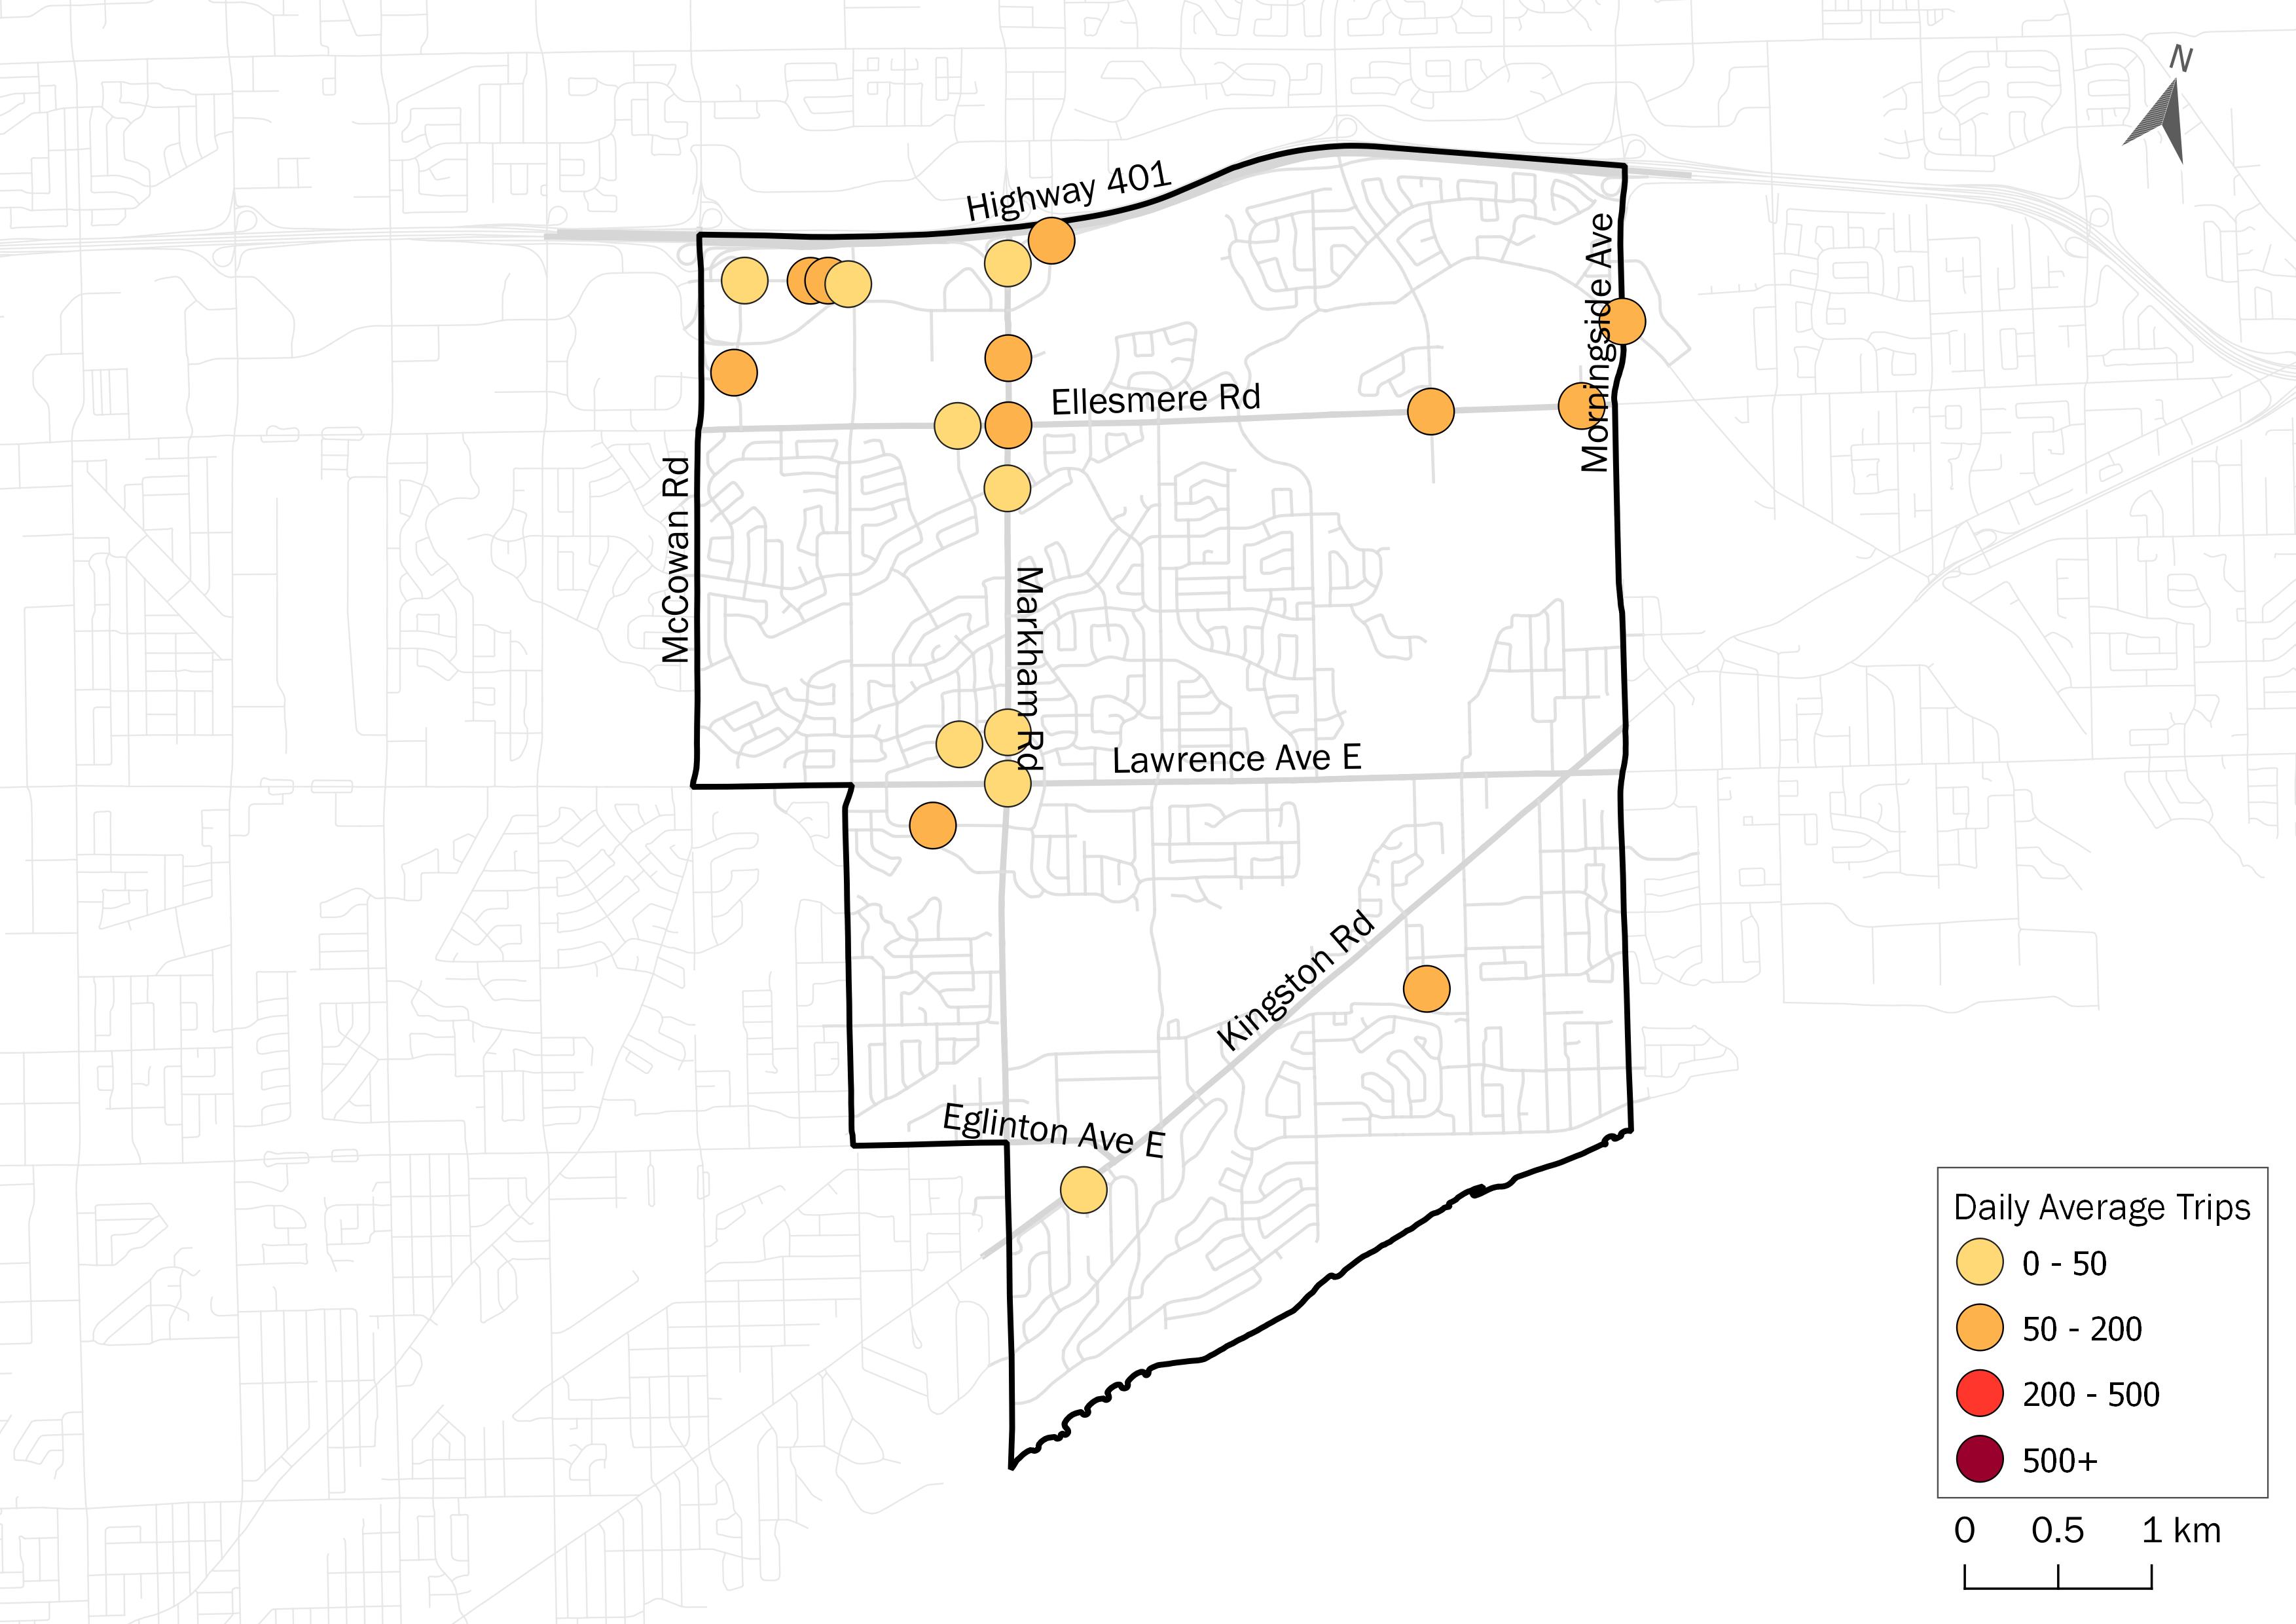 N
Highway 401
Morningside Ave
Ellesmere Rd
McCowan Rd
Markham Rd
Lawrence Ave E
Kingston Rd
Eglinton Ave E
Daily Average Trips
0 - 50
50 - 200
200 - 500
500+
0 0.5 1 km